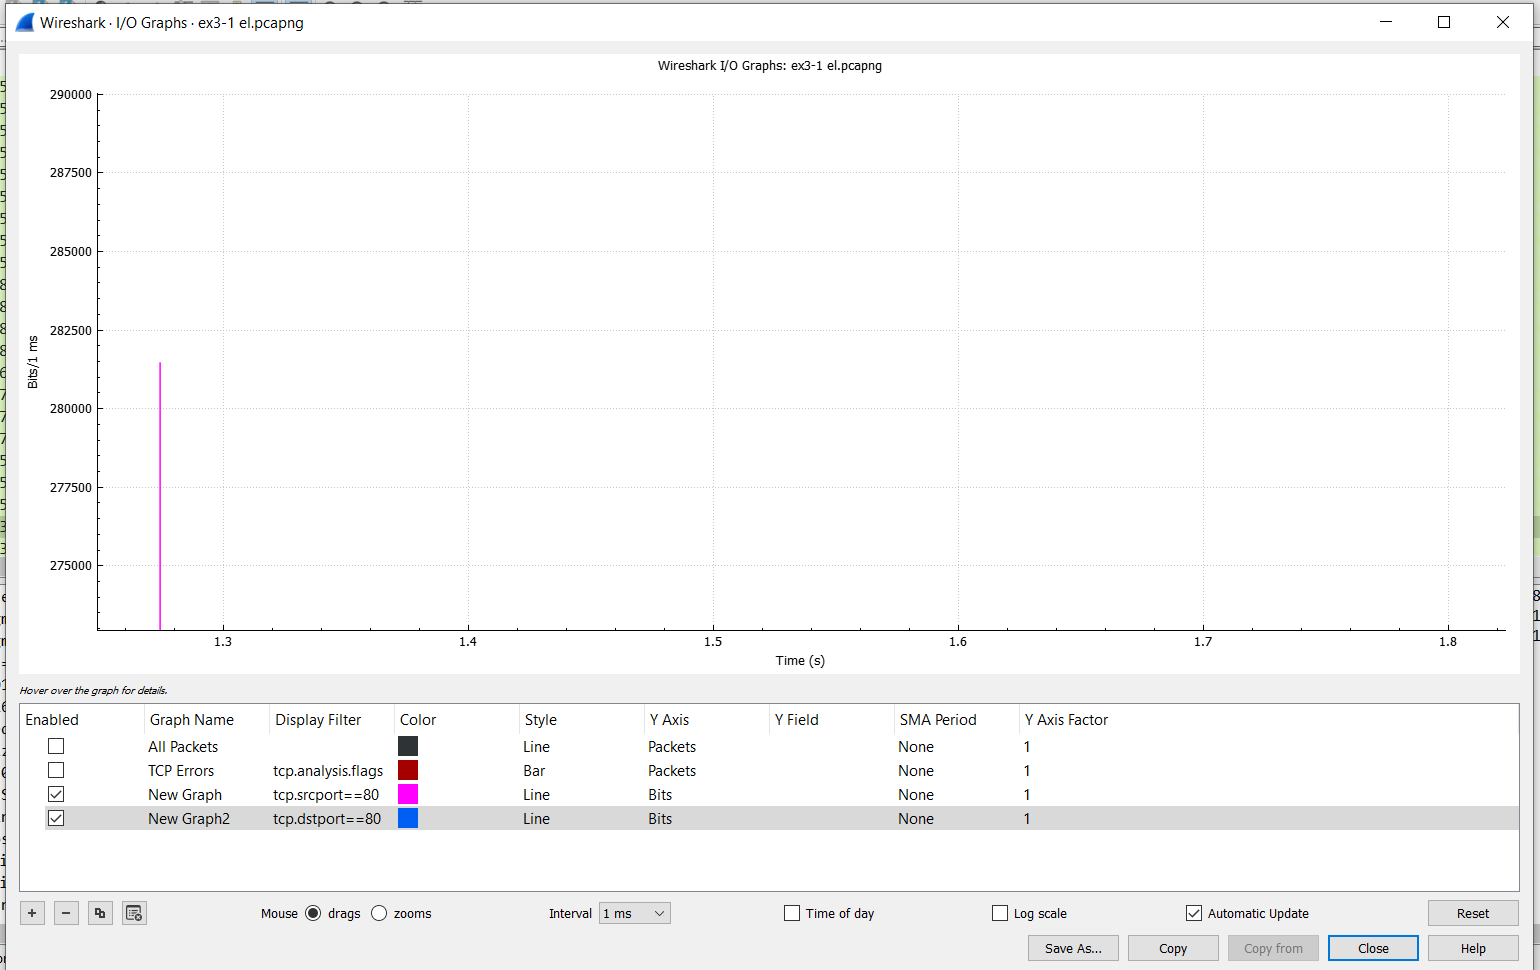 Wireshark · I/O Graphs · ex3-1 el.pcapng
Wireshark I/O Graphs: ex3-1 el.pcapng
290000
287500
285000
282500
280000
277500
275000
Bits/1 ms
1.3 1.4 1.5 1.6 1.7 1.8
Time (s)
Hover over the graph for details.
Enabled Graph Name Display Filter Color Style Y Axis Y Field SMA Period Y Axis Factor
All Packets Line Packets None 1
TCP Errors tcp.analysis.flags Bar Packets None 1
New Graph tcp.srcport==80 Line Bits None 1
New Graph2 tcp.dstport==80 Line Bits None 1
Mouse drags zooms Interval 1 ms Time of day Log scale Automatic Update Reset
Save As... Copy Copy from Close Help